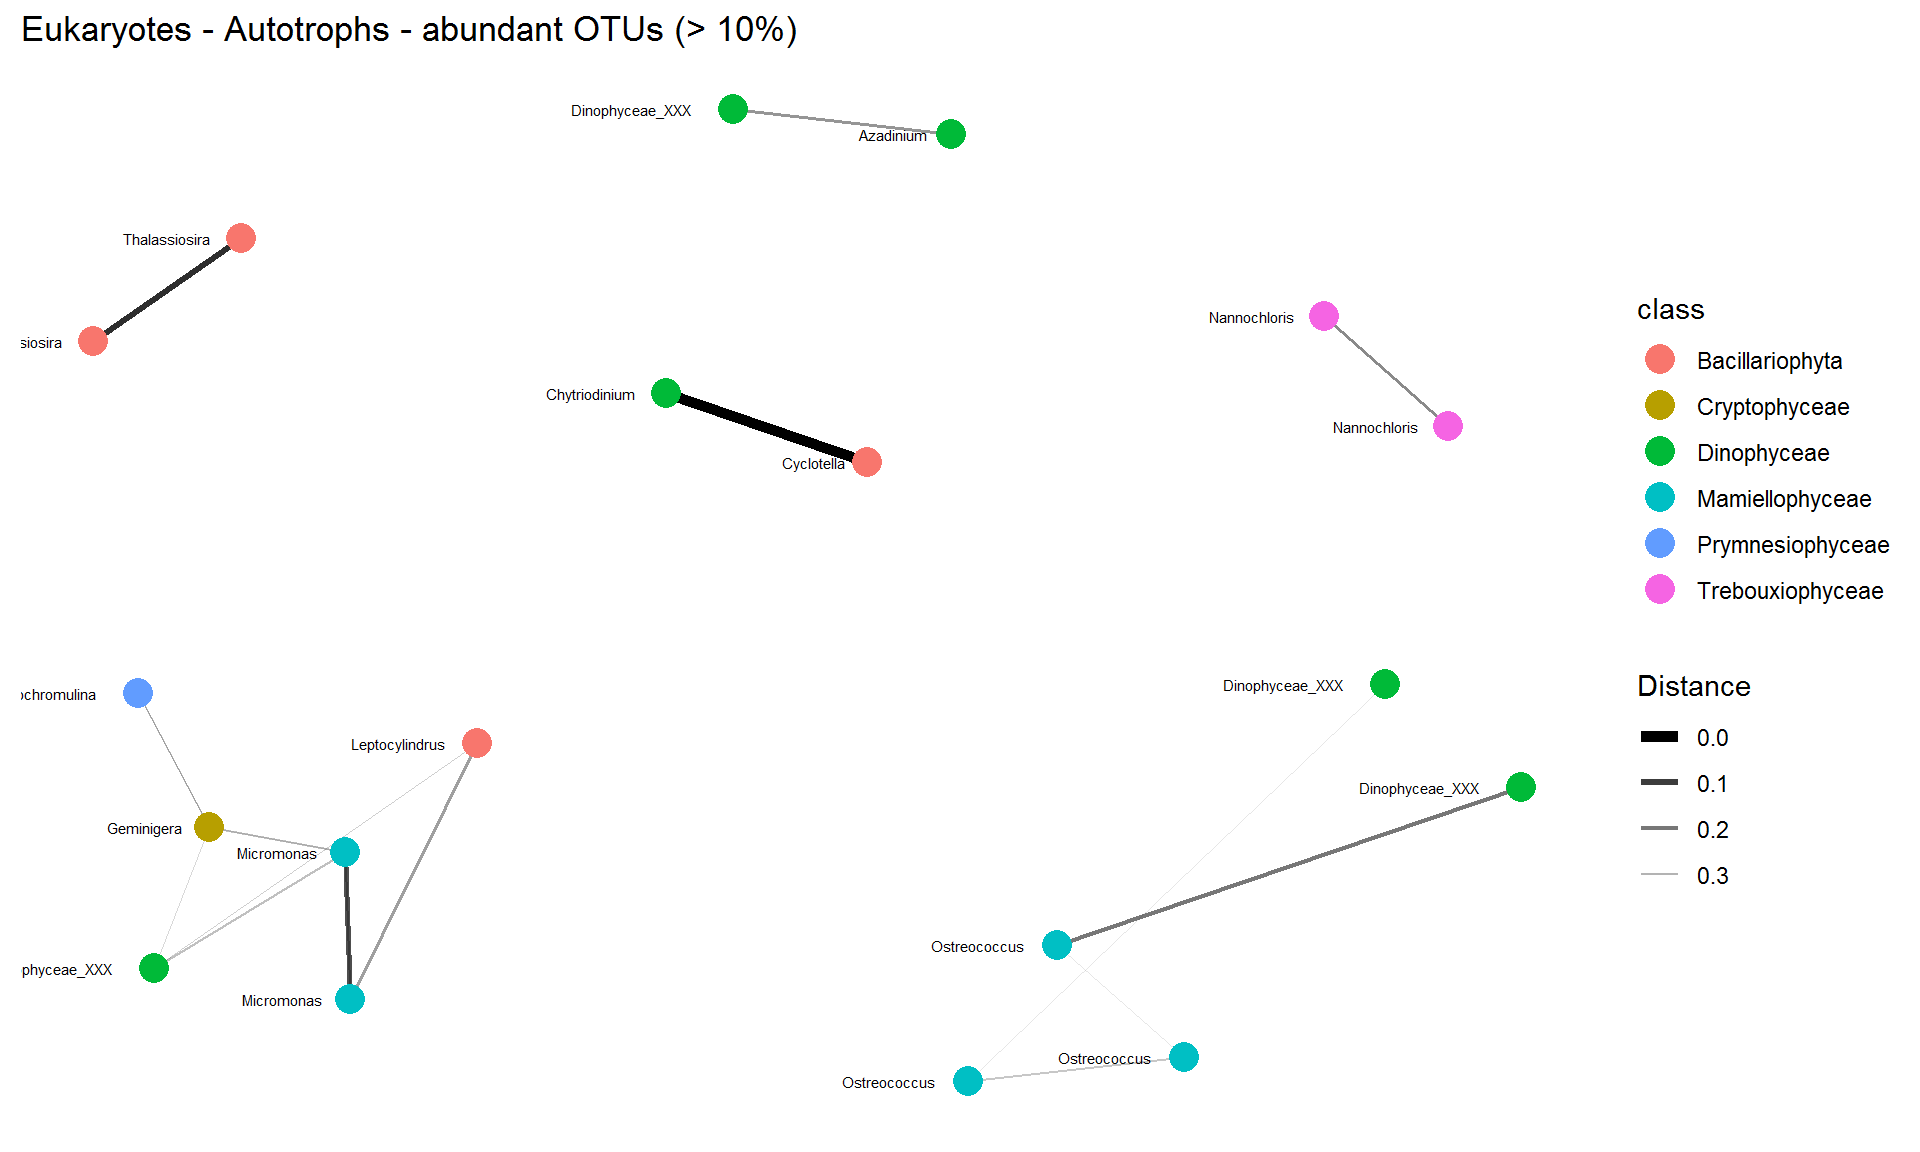 Eukaryotes - Autotrophs - abundant OTUs (> 10%)
Dinophyceae_XXX
Azadinium
Thalassiosira
siosira
Nannochloris
Nannochloris
Chytriodinium
Cyclotella
class
Bacillariophyta
Cryptophyceae
Dinophyceae
Mamiellophyceae
Prymnesiophyceae
Trebouxiophyceae
ochromulina
Leptocylindrus
Geminigera
Micromonas
phyceae_XXX
Micromonas
Dinophyceae_XXX
Dinophyceae_XXX
Ostreococcus
Ostreococcus
Ostreococcus
Distance
0.0
0.1
0.2
0.3